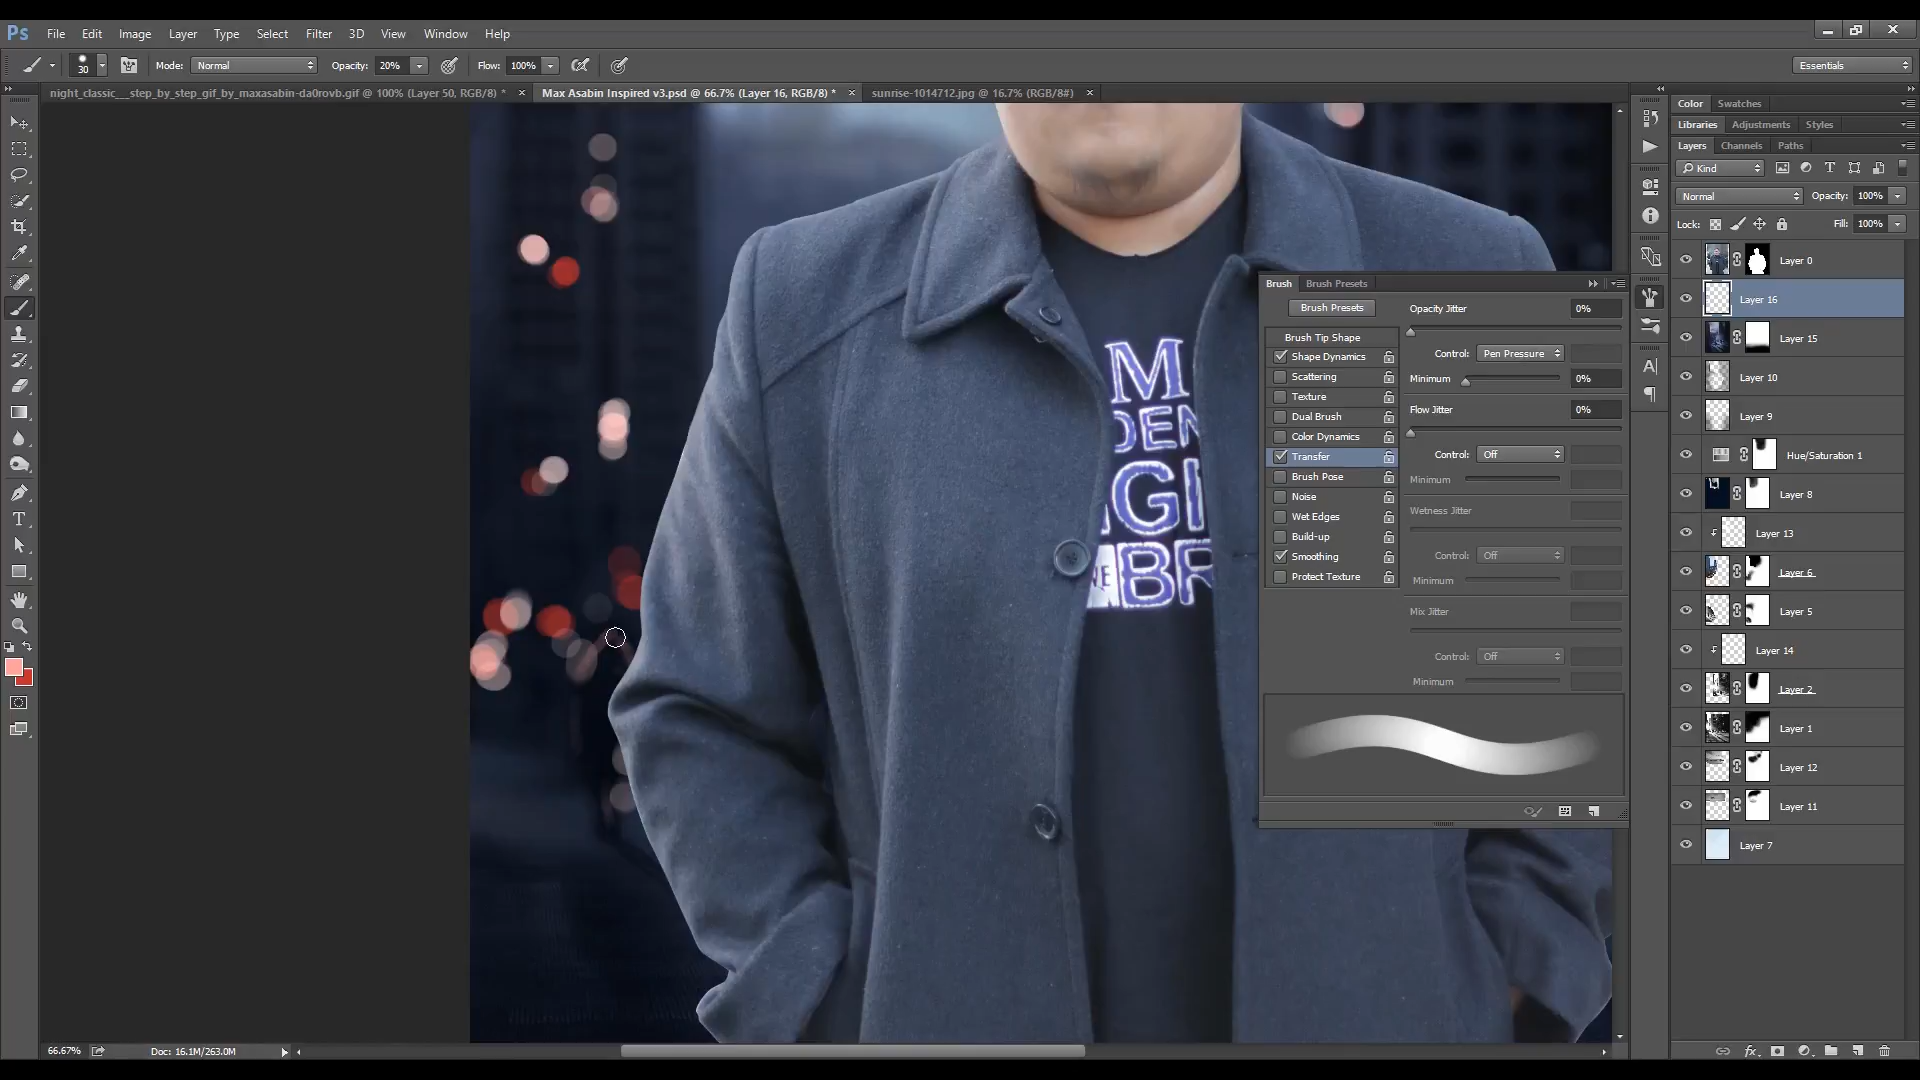 Ps File Edit Image Layer Type Select Filter 3D View Window Help
30 Mode: Normal Opacity: 20% Flow: 100% Essentials
night_classic___step_by_step_gif_by_maxasabin-da0rovb.gif @ 100% (Layer 50, RGB/8) * × Max Asabin Inspired v3.psd @ 66.7% (Layer 16, RGB/8) * × sunrise-1014712.jpg @ 16.7% (RGB/8#) ×
Color Swatches
Libraries Adjustments Styles
Layers Channels Paths
Kind
Normal Opacity: 100%
Lock: Fill: 100%
Layer 0
Layer 16
Layer 15
Layer 10
Layer 9
Hue/Saturation 1
Layer 8
Layer 13
Layer 6
Layer 5
Layer 14
Layer 2
Layer 1
Layer 12
Layer 11
Layer 7
Brush Brush Presets
Brush Presets
Brush Tip Shape
Shape Dynamics
Scattering
Texture
Dual Brush
Color Dynamics
Transfer
Brush Pose
Noise
Wet Edges
Build-up
Smoothing
Protect Texture
Opacity Jitter 0%
Control: Pen Pressure
Minimum 0%
Flow Jitter 0%
Control: Off
Minimum
Wetness Jitter
Control: Off
Minimum
Mix Jitter
Control: Off
Minimum
M
DEN
GI
BR
66.67% Doc: 16.1M/263.0M